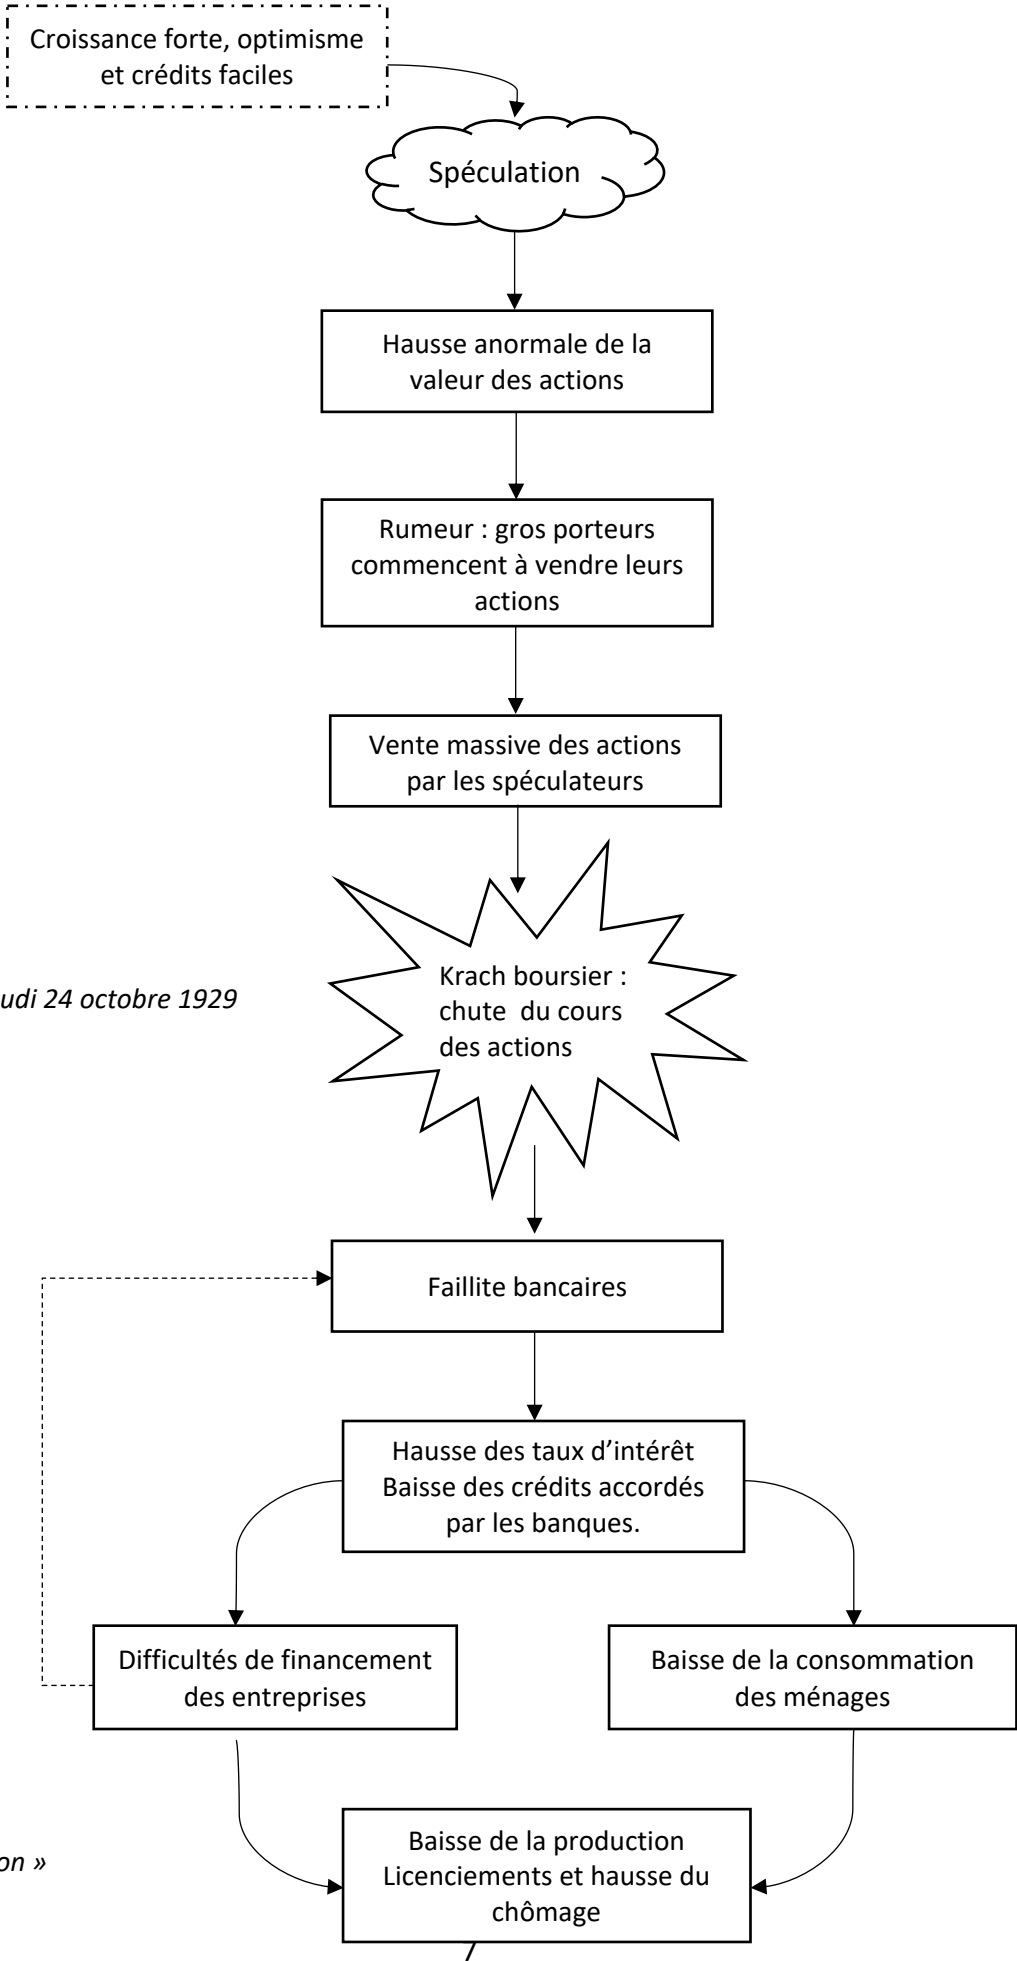 Croissance forte, optimisme
et crédits faciles
Spéculation
Hausse anormale de la
valeur des actions
Rumeur : gros porteurs
commencent à vendre leurs
actions
Vente massive des actions
par les spéculateurs
Krach boursier :
chute du cours
des actions
udi 24 octobre 1929
Faillite bancaires
Hausse des taux d’intérêt
Baisse des crédits accordés
par les banques.
Difficultés de financement
des entreprises
Baisse de la consommation
des ménages
Baisse de la production
Licenciements et hausse du
chômage
on »